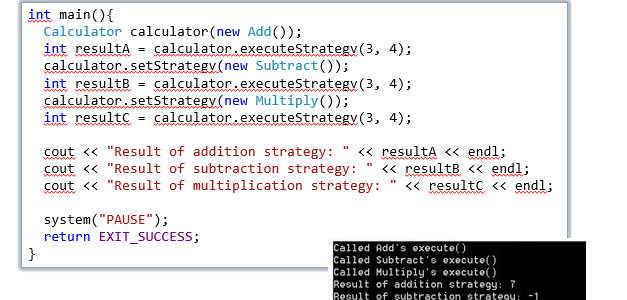 int main(){
Calculator calculator(new Add());
int resultA = calculator.executeStrategy(3, 4);
calculator.setStrategy(new Subtract());
int resultB = calculator.executeStrategy(3, 4);
calculator.setStrategy(new Multiply());
int resultC = calculator.executeStrategy(3, 4);
cout << "Result of addition strategy: " << resultA << endl;
cout << "Result of subtraction strategy: " << resultB << endl;
cout << "Result of multiplication strategy: " << resultC << endl;
system("PAUSE");
return EXIT_SUCCESS;
}
Called Add's execute()
Called Subtract's execute()
Called Multiply's execute()
Result of addition strategy: 7
Result of subtraction strategy: -1